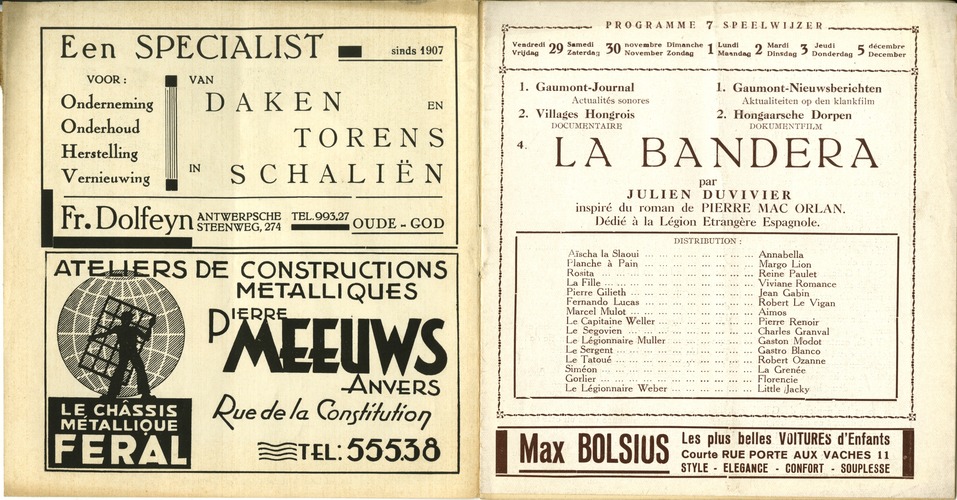 Een SPECIALIST sinds 1907
VOOR: VAN
Onderneming
Onderhoud
Herstelling
Vernieuwing
DAKEN EN
TORENS
IN SCHALIËN
Fr. Dolfeyn ANTWERPSCHE STEENWEG, 274 TEL. 993,27 OUDE-GOD
ATELIERS DE CONSTRUCTIONS
METALLIQUES
PIERRE
MEEUWS
ANVERS
Rue de la Constitution
TEL: 555.38
LE CHÂSSIS
MÉTALLIQUE
FERAL
PROGRAMME 7 SPEELWIJZER
Vendredi Vrijdag 29 Samedi Zaterdag 30 novembre November Dimanche Zondag 1 Lundi Maandag 2 Mardi Dinsdag 3 Jeudi Donderdag 5 décembre December
1. Gaumont-Journal
Actualités sonores
2. Villages Hongrois
DOCUMENTAIRE
1. Gaumont-Nieuwsberichten
Aktualiteiten op den klankfilm
2. Hongaarsche Dorpen
DOKUMENTFILM
4. LA BANDERA
par
JULIEN DUVIVIER
inspiré du roman de PIERRE MAC ORLAN.
Dédié à la Légion Etrangère Espagnole.
DISTRIBUTION :
Aïscha la Slaoui ... Annabella
Planche à Pain ... Margo Lion
Rosita ... Reine Paulet
La Fille ... Viviane Romance
Pierre Gilieth ... Jean Gabin
Fernando Lucas ... Robert Le Vigan
Marcel Mulot ... Aimos
Le Capitaine Weller ... Pierre Renoir
Le Segovien ... Charles Granval
Le Légionnaire Muller ... Gaston Modot
Le Sergent ... Gastro Blanco
Le Tatoué ... Robert Ozanne
Siméon ... La Grenée
Gorlier ... Florencie
Le Légionnaire Weber ... Little Jacky
Max BOLSIUS
Les plus belles VOITURES d'Enfants
Courte RUE PORTE AUX VACHES 11
STYLE - ELEGANCE - CONFORT - SOUPLESSE